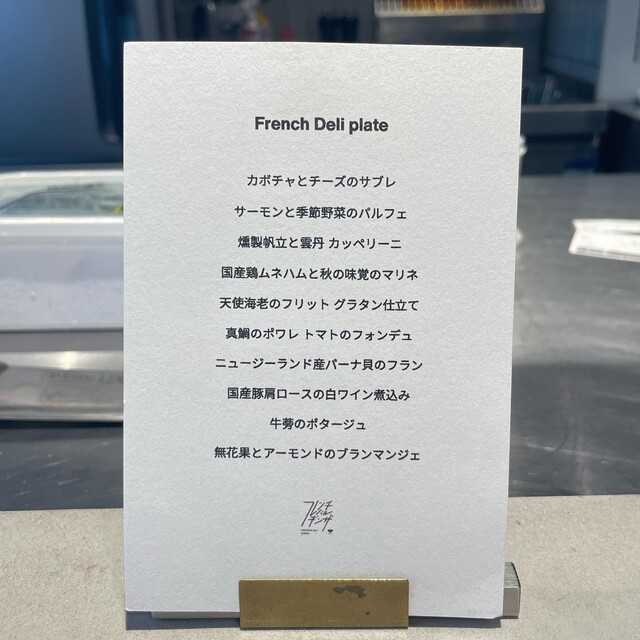 French Deli plate
カボチャとチーズのサブレ
サーモンと季節野菜のパルフェ
燻製帆立と雲丹 カッペリーニ
国産鶏ムネハムと秋の味覚のマリネ
天使海老のフリット グラタン仕立て
真鯛のポワレ トマトのフォンデュ
ニュージーランド産パーナ貝のフラン
国産豚肩ロースの白ワイン煮込み
牛蒡のポタージュ
無花果とアーモンドのブランマンジェ